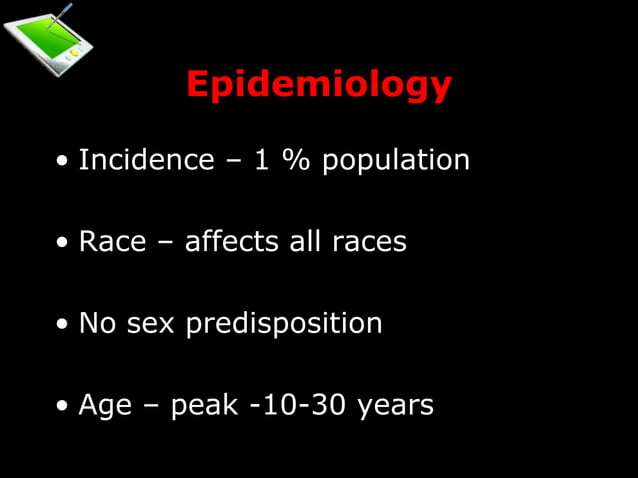 Epidemiology
• Incidence – 1 % population
• Race – affects all races
• No sex predisposition
• Age – peak -10-30 years